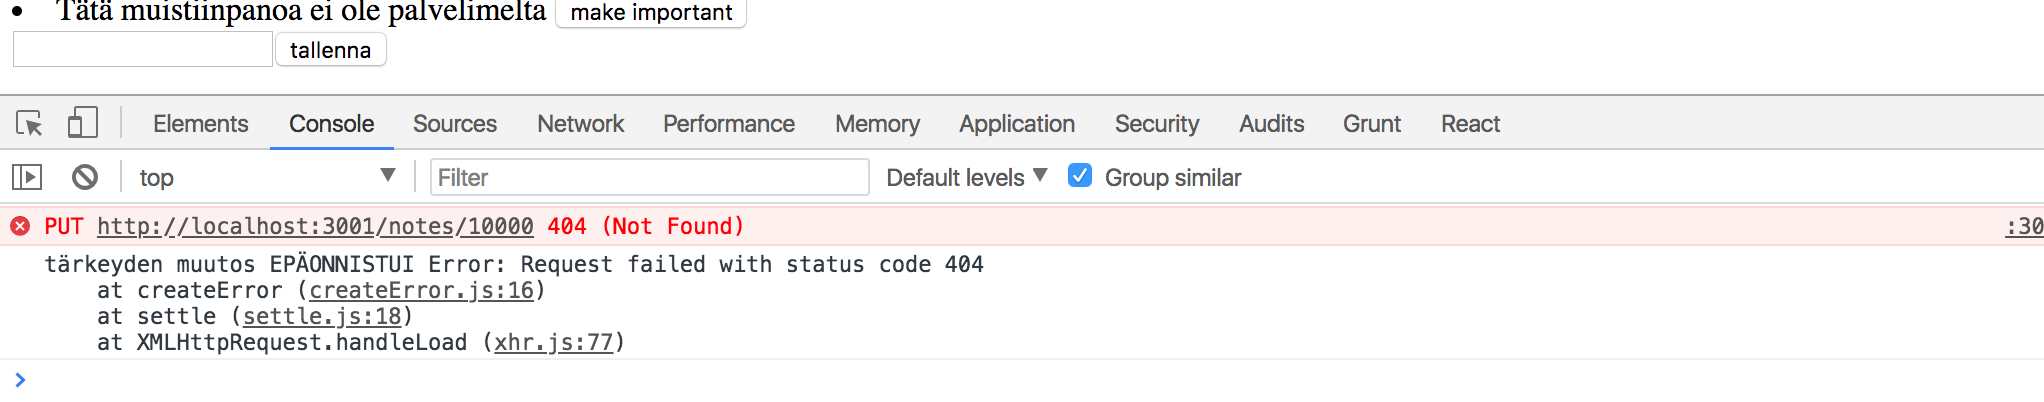 Tätä muistiinpanoa ei ole palvelimelta make important
tallenna
Elements Console Sources Network Performance Memory Application Security Audits Grunt React
top Filter Default levels Group similar
PUT http://localhost:3001/notes/10000 404 (Not Found) :30
tärkeyden muutos EPÄONNISTUI Error: Request failed with status code 404
at createError (createError.js:16)
at settle (settle.js:18)
at XMLHttpRequest.handleLoad (xhr.js:77)